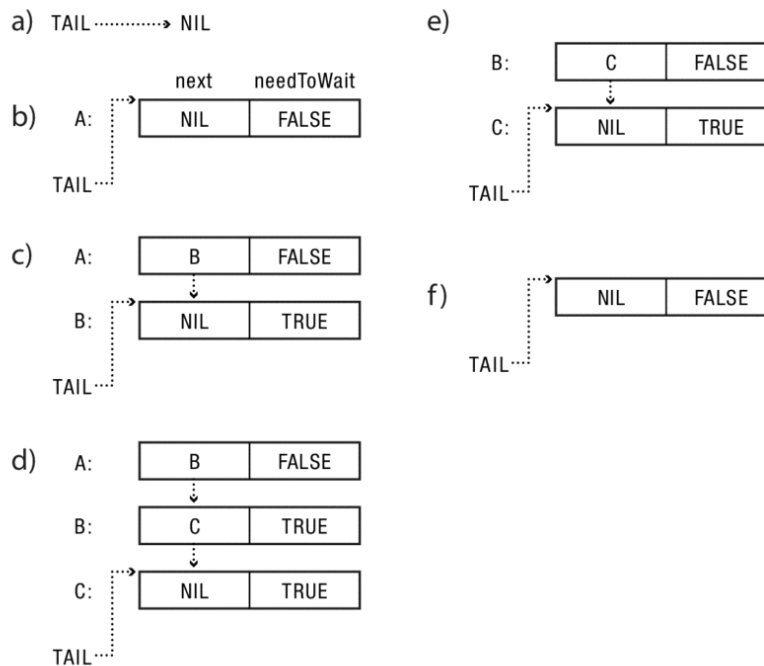 a) TAIL NIL
next needToWait
b) A: NIL FALSE
TAIL
c) A: B FALSE
B: NIL TRUE
TAIL
d) A: B FALSE
B: C TRUE
C: NIL TRUE
TAIL
e)
B: C FALSE
C: NIL TRUE
TAIL
f) NIL FALSE
TAIL